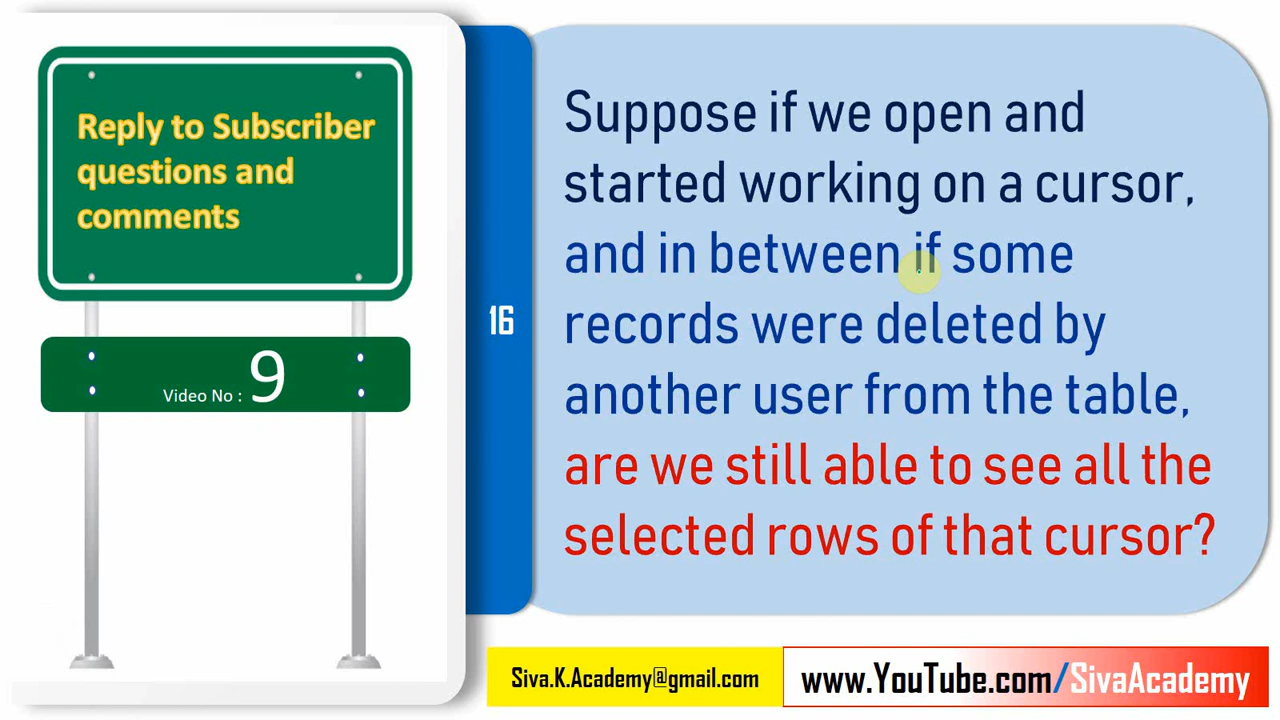 Reply to Subscriber
questions and
comments
Video No : 9
16
Suppose if we open and
started working on a cursor,
and in between if some
records were deleted by
another user from the table,
are we still able to see all the
selected rows of that cursor?
Siva.K.Academy@gmail.com
www.YouTube.com/SivaAcademy